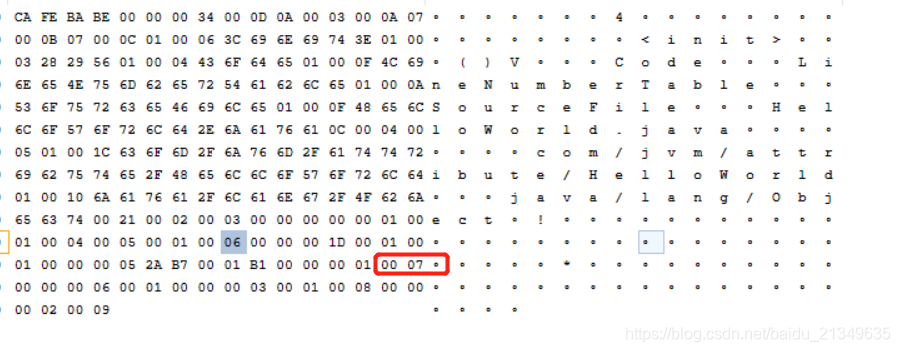 CA FE BA BE 00 00 00 34 00 0D 0A 00 03 00 0A 07 ∘ ∘ ∘ ∘ ∘ ∘ ∘ 4 ∘ ∘ ∘ ∘ ∘ ∘ ∘ ∘
00 0B 07 00 0C 01 00 06 3C 69 6E 69 74 3E 01 00 ∘ ∘ ∘ ∘ ∘ ∘ ∘ ∘ < i n i t > ∘ ∘
03 28 29 56 01 00 04 43 6F 64 65 01 00 0F 4C 69 ∘ ( ) V ∘ ∘ ∘ C o d e ∘ ∘ ∘ L i
6E 65 4E 75 6D 62 65 72 54 61 62 6C 65 01 00 0A n e N u m b e r T a b l e ∘ ∘ ∘
53 6F 75 72 63 65 46 69 6C 65 01 00 0F 48 65 6C S o u r c e F i l e ∘ ∘ ∘ H e l
6C 6F 57 6F 72 6C 64 2E 6A 61 76 61 0C 00 04 00 l o W o r l d . j a v a ∘ ∘ ∘ ∘
05 01 00 1C 63 6F 6D 2F 6A 76 6D 2F 61 74 74 72 ∘ ∘ ∘ ∘ c o m / j v m / a t t r
69 62 75 74 65 2F 48 65 6C 6C 6F 57 6F 72 6C 64 i b u t e / H e l l o W o r l d
01 00 10 6A 61 76 61 2F 6C 61 6E 67 2F 4F 62 6A ∘ ∘ ∘ j a v a / l a n g / O b j
65 63 74 00 21 00 02 00 03 00 00 00 00 00 01 00 e c t ∘ ! ∘ ∘ ∘ ∘ ∘ ∘ ∘ ∘ ∘ ∘ ∘
01 00 04 00 05 00 01 00 06 00 00 00 1D 00 01 00 ∘ ∘ ∘ ∘ ∘ ∘ ∘ ∘ ∘ ∘ ∘ ∘ ∘ ∘ ∘ ∘
01 00 00 00 05 2A B7 00 01 B1 00 00 00 01 00 07 ∘ ∘ ∘ ∘ ∘ * ∘ ∘ ∘ ∘ ∘ ∘ ∘ ∘ ∘ ∘
00 00 00 06 00 01 00 00 00 03 00 01 00 08 00 00 ∘ ∘ ∘ ∘ ∘ ∘ ∘ ∘ ∘ ∘ ∘ ∘ ∘ ∘ ∘ ∘
00 02 00 09 ∘ ∘ ∘ ∘
https://blog.csdn.net/baidu_21349635